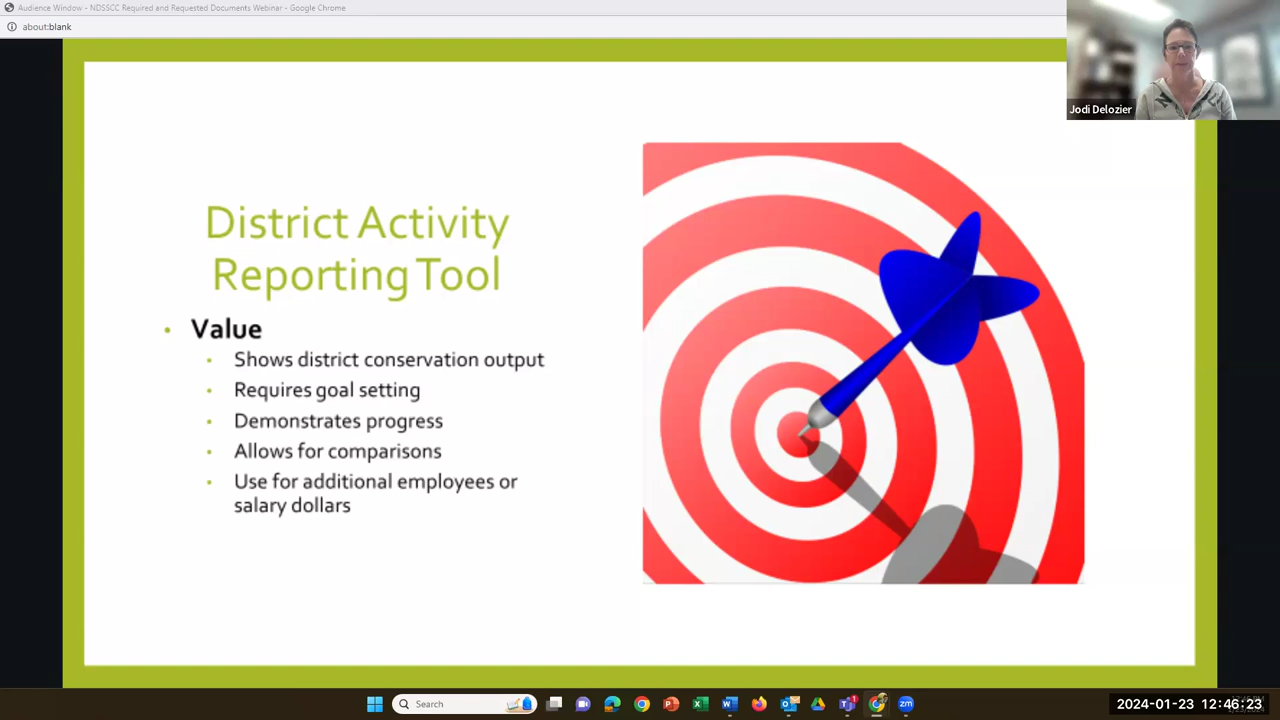 Audience Window - NDSSCC Required and Requested Documents Webinar - Google Chrome
about:blank
Jodi Delozier
District Activity
Reporting Tool
• Value
• Shows district conservation output
• Requires goal setting
• Demonstrates progress
• Allows for comparisons
• Use for additional employees or
salary dollars
Search
zm
2024-01-23 12:46:23